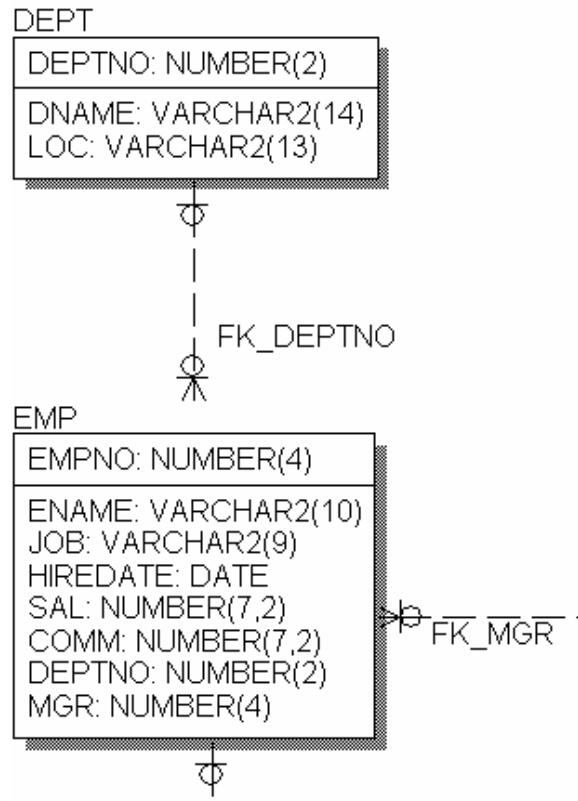 DEPT
DEPTNO: NUMBER(2)
DNAME: VARCHAR2(14)
LOC: VARCHAR2(13)
FK_DEPTNO
EMP
EMPNO: NUMBER(4)
ENAME: VARCHAR2(10)
JOB: VARCHAR2(9)
HIREDATE: DATE
SAL: NUMBER(7,2)
COMM: NUMBER(7,2)
DEPTNO: NUMBER(2)
MGR: NUMBER(4)
FK_MGR